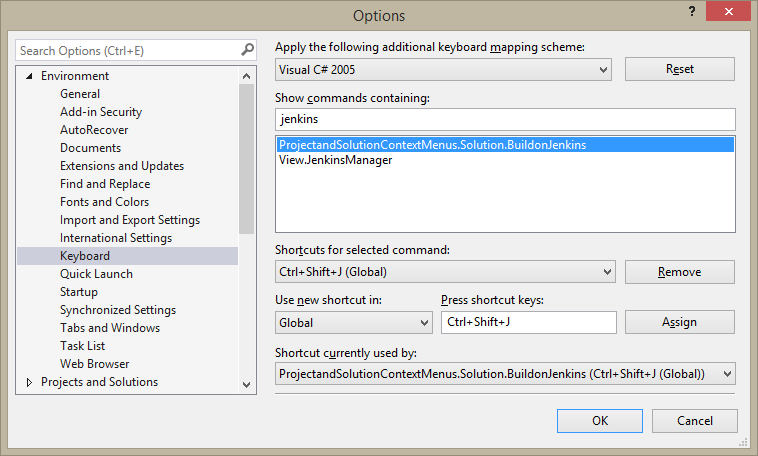 Options
?
Search Options (Ctrl+E)
Environment
General
Add-in Security
AutoRecover
Documents
Extensions and Updates
Find and Replace
Fonts and Colors
Import and Export Settings
International Settings
Keyboard
Quick Launch
Startup
Synchronized Settings
Tabs and Windows
Task List
Web Browser
Projects and Solutions
Apply the following additional keyboard mapping scheme:
Visual C# 2005
Reset
Show commands containing:
jenkins
ProjectandSolutionContextMenus.Solution.BuildonJenkins
View.JenkinsManager
Shortcuts for selected command:
Ctrl+Shift+J (Global)
Remove
Use new shortcut in:
Press shortcut keys:
Global
Ctrl+Shift+J
Assign
Shortcut currently used by:
ProjectandSolutionContextMenus.Solution.BuildonJenkins (Ctrl+Shift+J (Global))
OK
Cancel